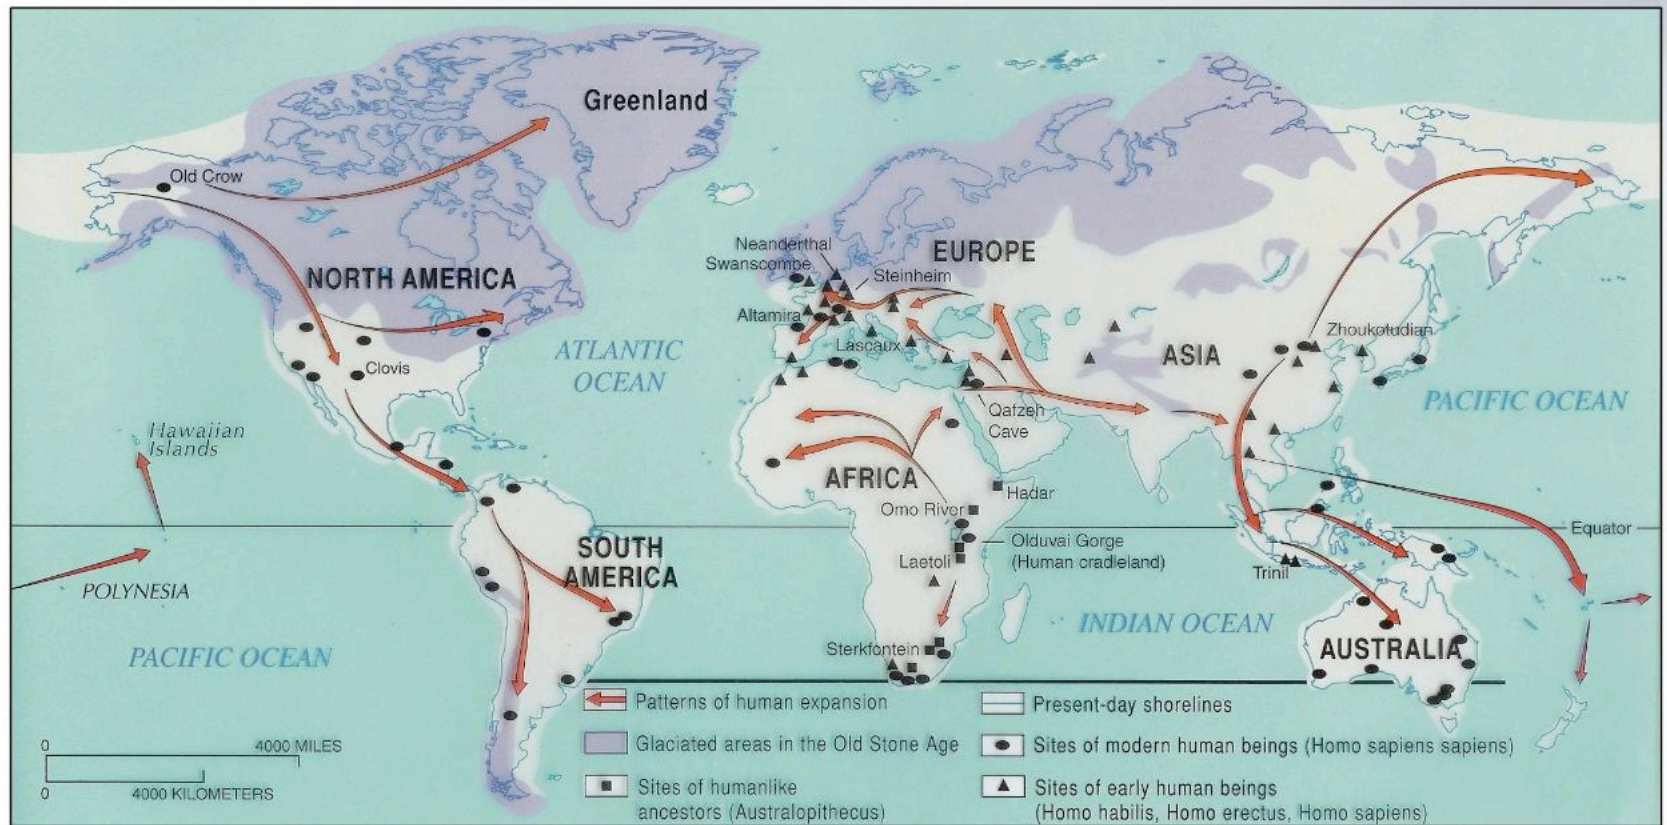 Greenland
Old Crow
Neanderthal
Swanscombe
EUROPE
Steinheim
NORTH AMERICA
Altamira
Zhoukoutudian
Lascaux
ATLANTIC
OCEAN
ASIA
Clovis
PACIFIC OCEAN
Qafzeh
Cave
Hawaiian
Islands
AFRICA
Hadar
Omo River
Equator
Olduvai Gorge
(Human cradleland)
SOUTH
AMERICA
Laetoli
Trinil
POLYNESIA
INDIAN OCEAN
PACIFIC OCEAN
Sterkfontein
AUSTRALIA
Patterns of human expansion
Present-day shorelines
0 4000 MILES
Glaciated areas in the Old Stone Age
Sites of modern human beings (Homo sapiens sapiens)
0 4000 KILOMETERS
Sites of humanlike
ancestors (Australopithecus)
Sites of early human beings
(Homo habilis, Homo erectus, Homo sapiens)